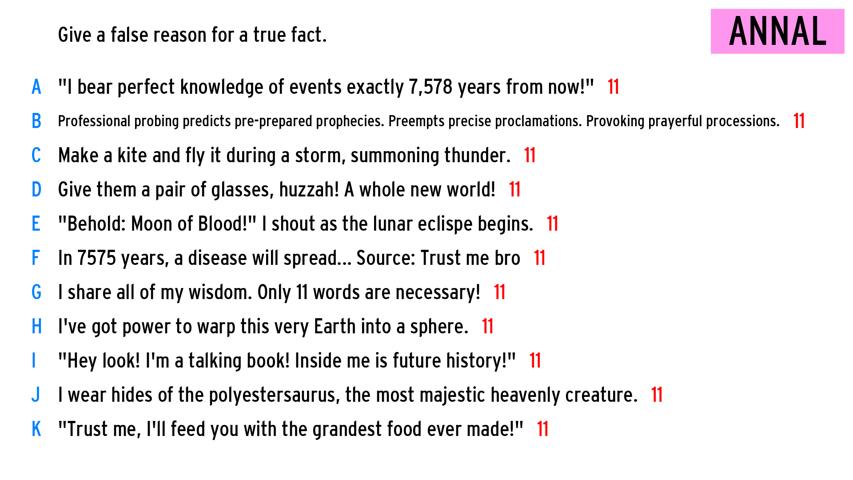 Give a false reason for a true fact.
ANNAL
A "I bear perfect knowledge of events exactly 7,578 years from now!" 11
B Professional probing predicts pre-prepared prophecies. Preempts precise proclamations. Provoking prayerful processions. 11
C Make a kite and fly it during a storm, summoning thunder. 11
D Give them a pair of glasses, huzzah! A whole new world! 11
E "Behold: Moon of Blood!" I shout as the lunar eclispe begins. 11
F In 7575 years, a disease will spread... Source: Trust me bro 11
G I share all of my wisdom. Only 11 words are necessary! 11
H I've got power to warp this very Earth into a sphere. 11
I "Hey look! I'm a talking book! Inside me is future history!" 11
J I wear hides of the polyestersaurus, the most majestic heavenly creature. 11
K "Trust me, I'll feed you with the grandest food ever made!" 11